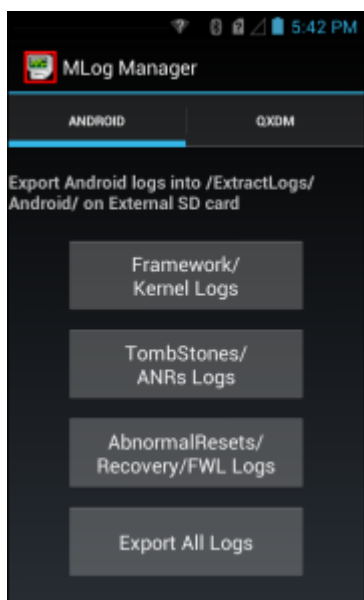 5:42 PM
MLog Manager
ANDROID QXDM
Export Android logs into /ExtractLogs/
Android/ on External SD card
Framework/
Kernel Logs
TombStones/
ANRs Logs
AbnormalResets/
Recovery/FWL Logs
Export All Logs